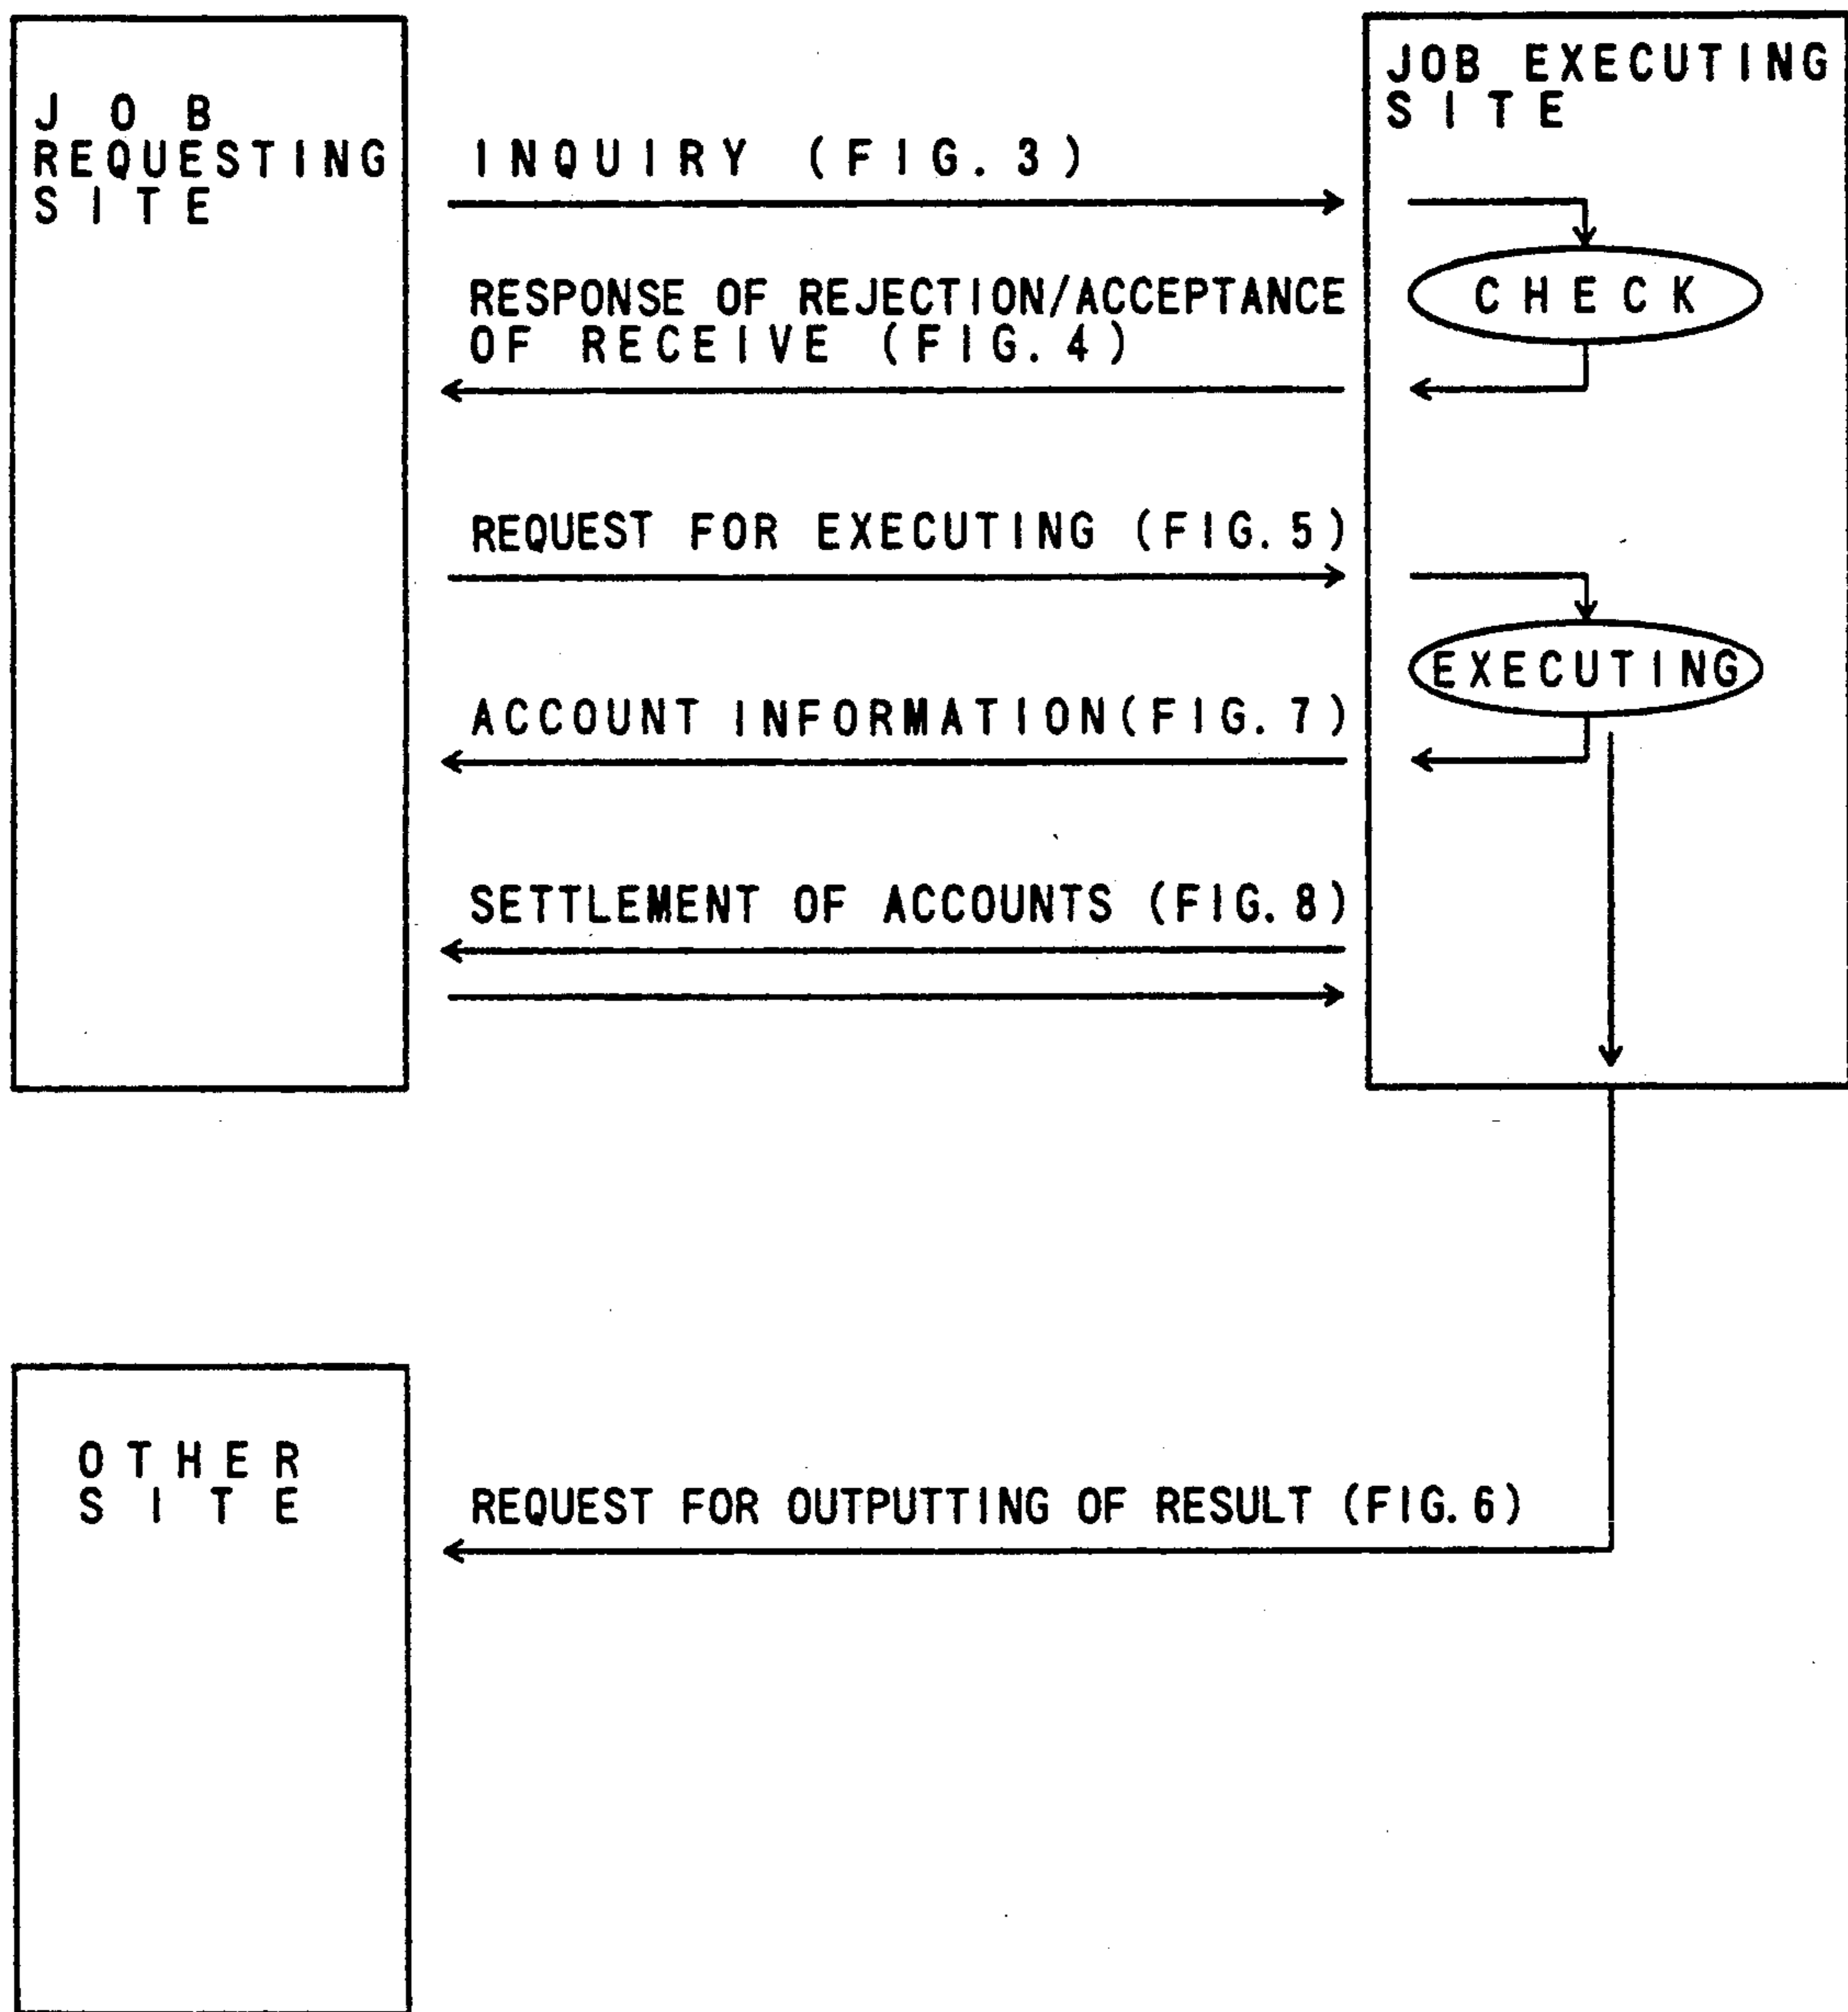 JOB
REQUESTING
SITE
JOB EXECUTING
SITE
INQUIRY (FIG. 3)
CHECK
RESPONSE OF REJECTION/ACCEPTANCE
OF RECEIVE (FIG. 4)
REQUEST FOR EXECUTING (FIG. 5)
EXECUTING
ACCOUNT INFORMATION(FIG. 7)
SETTLEMENT OF ACCOUNTS (FIG. 8)
OTHER
SITE
REQUEST FOR OUTPUTTING OF RESULT (FIG. 6)